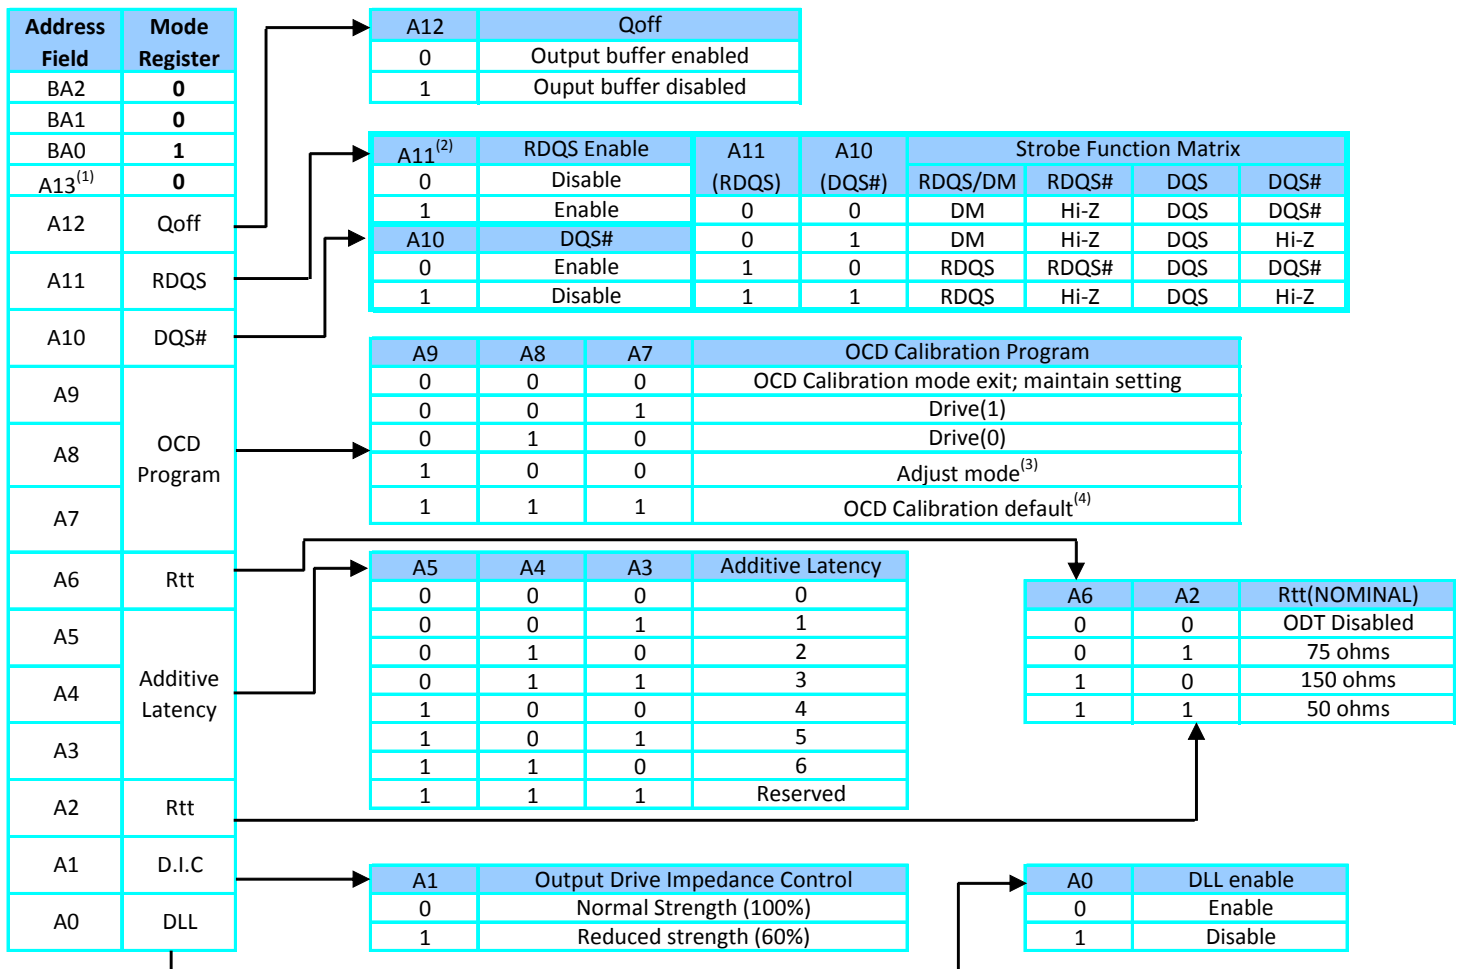 Address Field Mode Register
BA2 0
BA1 0
BA0 1
A13(1) 0
A12 Qoff
A11 RDQS
A10 DQS#
A9
A8 OCD Program
A7
A6 Rtt
A5
A4 Additive Latency
A3
A2 Rtt
A1 D.I.C
A0 DLL
A12 Qoff
0 Output buffer enabled
1 Ouput buffer disabled
A11(2) RDQS Enable
0 Disable
1 Enable
A10 DQS#
0 Enable
1 Disable
A11 (RDQS) A10 (DQS#) Strobe Function Matrix
RDQS/DM RDQS# DQS DQS#
0 0 DM Hi-Z DQS DQS#
0 1 DM Hi-Z DQS Hi-Z
1 0 RDQS RDQS# DQS DQS#
1 1 RDQS Hi-Z DQS Hi-Z
A9 A8 A7 OCD Calibration Program
0 0 0 OCD Calibration mode exit; maintain setting
0 0 1 Drive(1)
0 1 0 Drive(0)
1 0 0 Adjust mode(3)
1 1 1 OCD Calibration default(4)
A5 A4 A3 Additive Latency
0 0 0 0
0 0 1 1
0 1 0 2
0 1 1 3
1 0 0 4
1 0 1 5
1 1 0 6
1 1 1 Reserved
A6 A2 Rtt(NOMINAL)
0 0 ODT Disabled
0 1 75 ohms
1 0 150 ohms
1 1 50 ohms
A1 Output Drive Impedance Control
0 Normal Strength (100%)
1 Reduced strength (60%)
A0 DLL enable
0 Enable
1 Disable